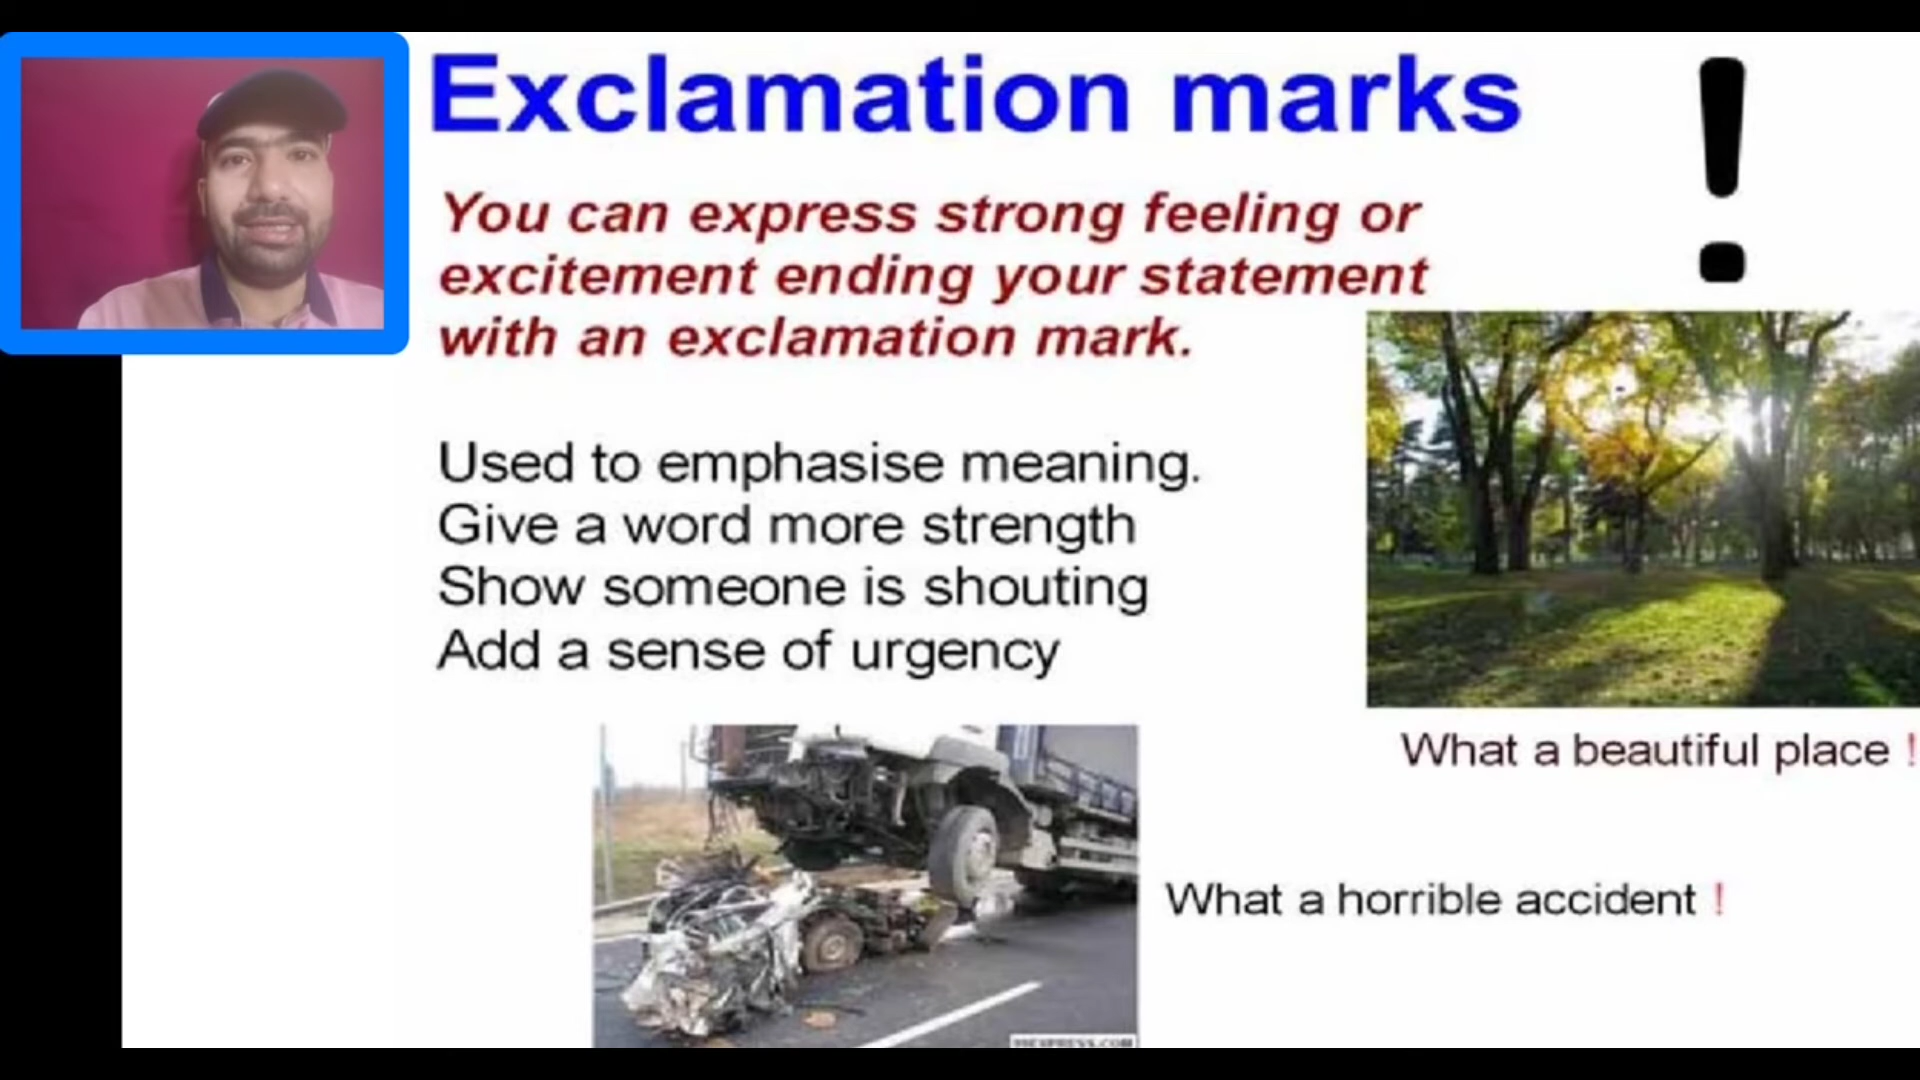 Exclamation marks !
You can express strong feeling or
excitement ending your statement
with an exclamation mark.
Used to emphasise meaning.
Give a word more strength
Show someone is shouting
Add a sense of urgency
What a beautiful place !
What a horrible accident !